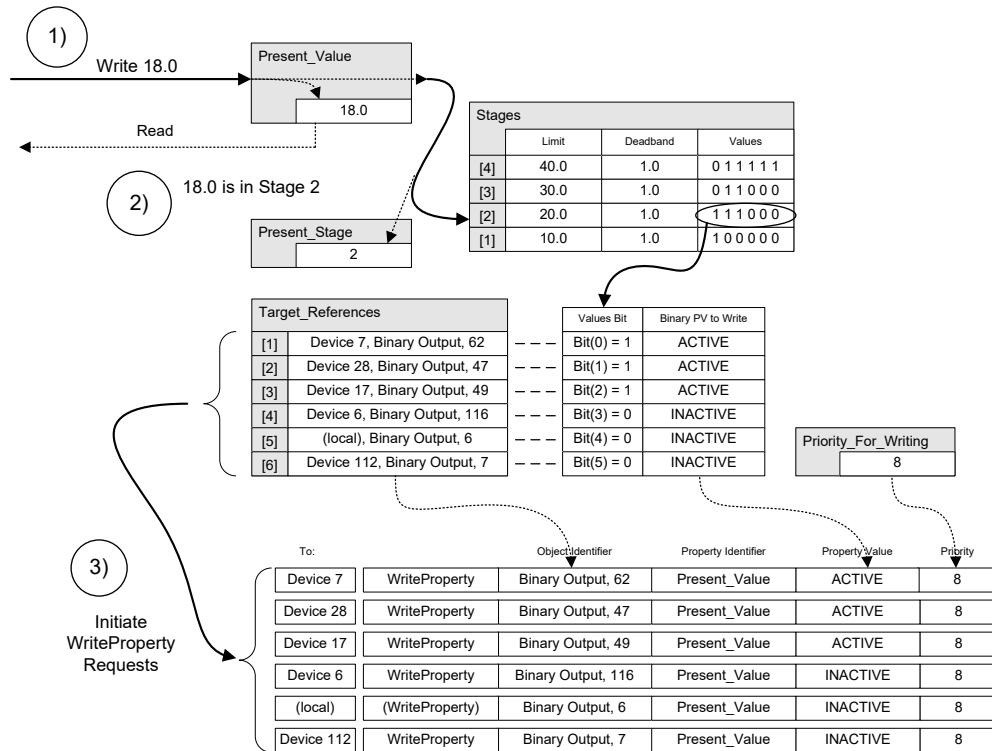 1)
Write 18.0
Present_Value
18.0
Read
2)
18.0 is in Stage 2
Present_Stage
2
Stages
Limit Deadband Values
[4] 40.0 1.0 0 1 1 1 1 1
[3] 30.0 1.0 0 1 1 0 0 0
[2] 20.0 1.0 1 1 1 0 0 0
[1] 10.0 1.0 1 0 0 0 0 0
Target_References
Values Bit Binary PV to Write
[1] Device 7, Binary Output, 62 Bit(0) = 1 ACTIVE
[2] Device 28, Binary Output, 47 Bit(1) = 1 ACTIVE
[3] Device 17, Binary Output, 49 Bit(2) = 1 ACTIVE
[4] Device 6, Binary Output, 116 Bit(3) = 0 INACTIVE
[5] (local), Binary Output, 6 Bit(4) = 0 INACTIVE
[6] Device 112, Binary Output, 7 Bit(5) = 0 INACTIVE
Priority_For_Writing
8
3)
Initiate
WriteProperty
Requests
To: Object Identifier Property Identifier Property Value Priority
Device 7 WriteProperty Binary Output, 62 Present_Value ACTIVE 8
Device 28 WriteProperty Binary Output, 47 Present_Value ACTIVE 8
Device 17 WriteProperty Binary Output, 49 Present_Value ACTIVE 8
Device 6 WriteProperty Binary Output, 116 Present_Value INACTIVE 8
(local) (WriteProperty) Binary Output, 6 Present_Value INACTIVE 8
Device 112 WriteProperty Binary Output, 7 Present_Value INACTIVE 8